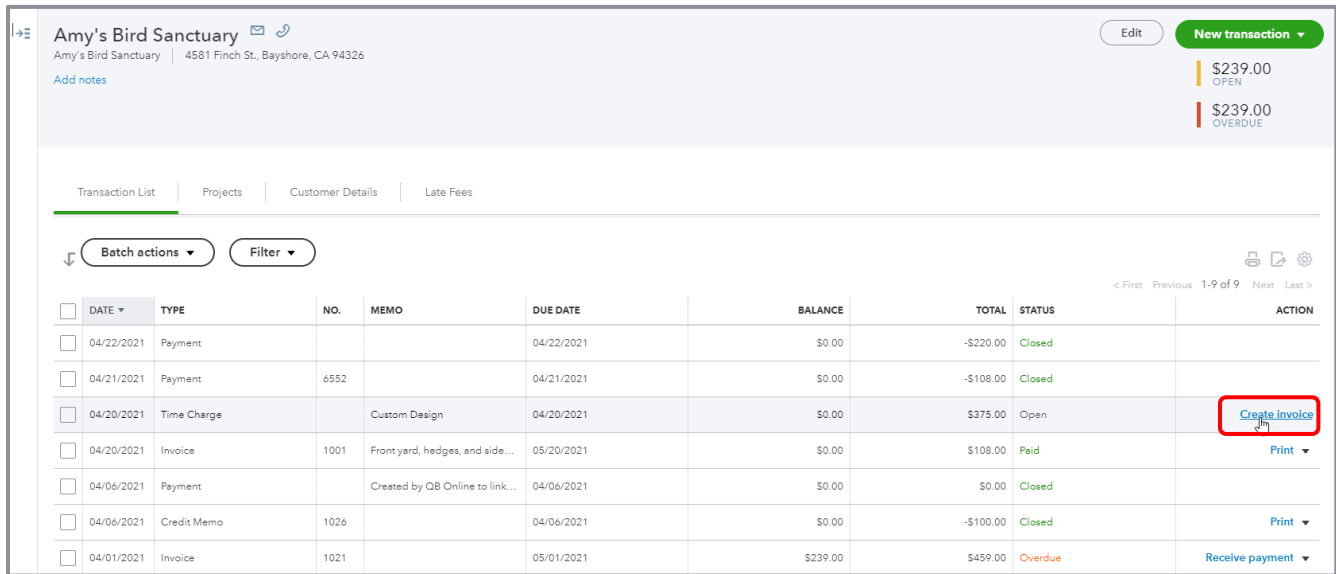 Amy's Bird Sanctuary
Edit
New transaction
Amy's Bird Sanctuary 4581 Finch St., Bayshore, CA 94326
Add notes
$239.00
OPEN
$239.00
OVERDUE
Transaction List Projects Customer Details Late Fees
Batch actions Filter
< First Previous 1-9 of 9 Next Last >
DATE TYPE NO. MEMO DUE DATE BALANCE TOTAL STATUS ACTION
04/22/2021 Payment 04/22/2021 $0.00 -$220.00 Closed
04/21/2021 Payment 6552 04/21/2021 $0.00 -$108.00 Closed
04/20/2021 Time Charge Custom Design 04/20/2021 $0.00 $375.00 Open Create invoice
04/20/2021 Invoice 1001 Front yard, hedges, and side... 05/20/2021 $0.00 $108.00 Paid Print
04/06/2021 Payment Created by QB Online to link... 04/06/2021 $0.00 $0.00 Closed
04/06/2021 Credit Memo 1026 04/06/2021 $0.00 -$100.00 Closed Print
04/01/2021 Invoice 1021 05/01/2021 $239.00 $459.00 Overdue Receive payment